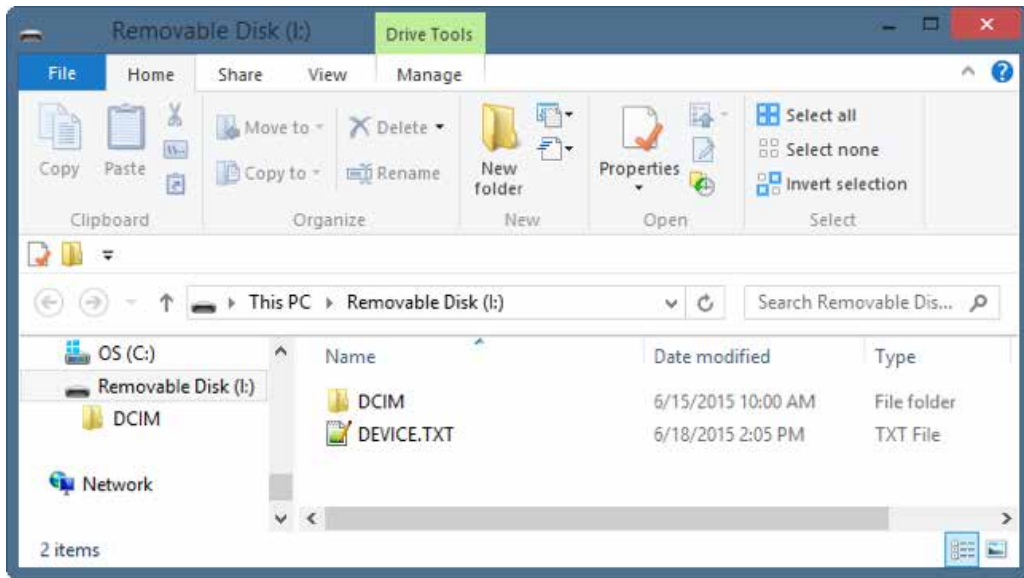 Removable Disk (I:)
Drive Tools
File Home Share View Manage
Copy Paste
Move to
Copy to
Delete
Rename
New folder
Properties
Select all
Select none
Invert selection
Clipboard Organize New Open Select
This PC Removable Disk (I:)
Search Removable Dis...
OS (C:)
Removable Disk (I:)
DCIM
Network
Name Date modified Type
DCIM 6/15/2015 10:00 AM File folder
DEVICE.TXT 6/18/2015 2:05 PM TXT File
2 items